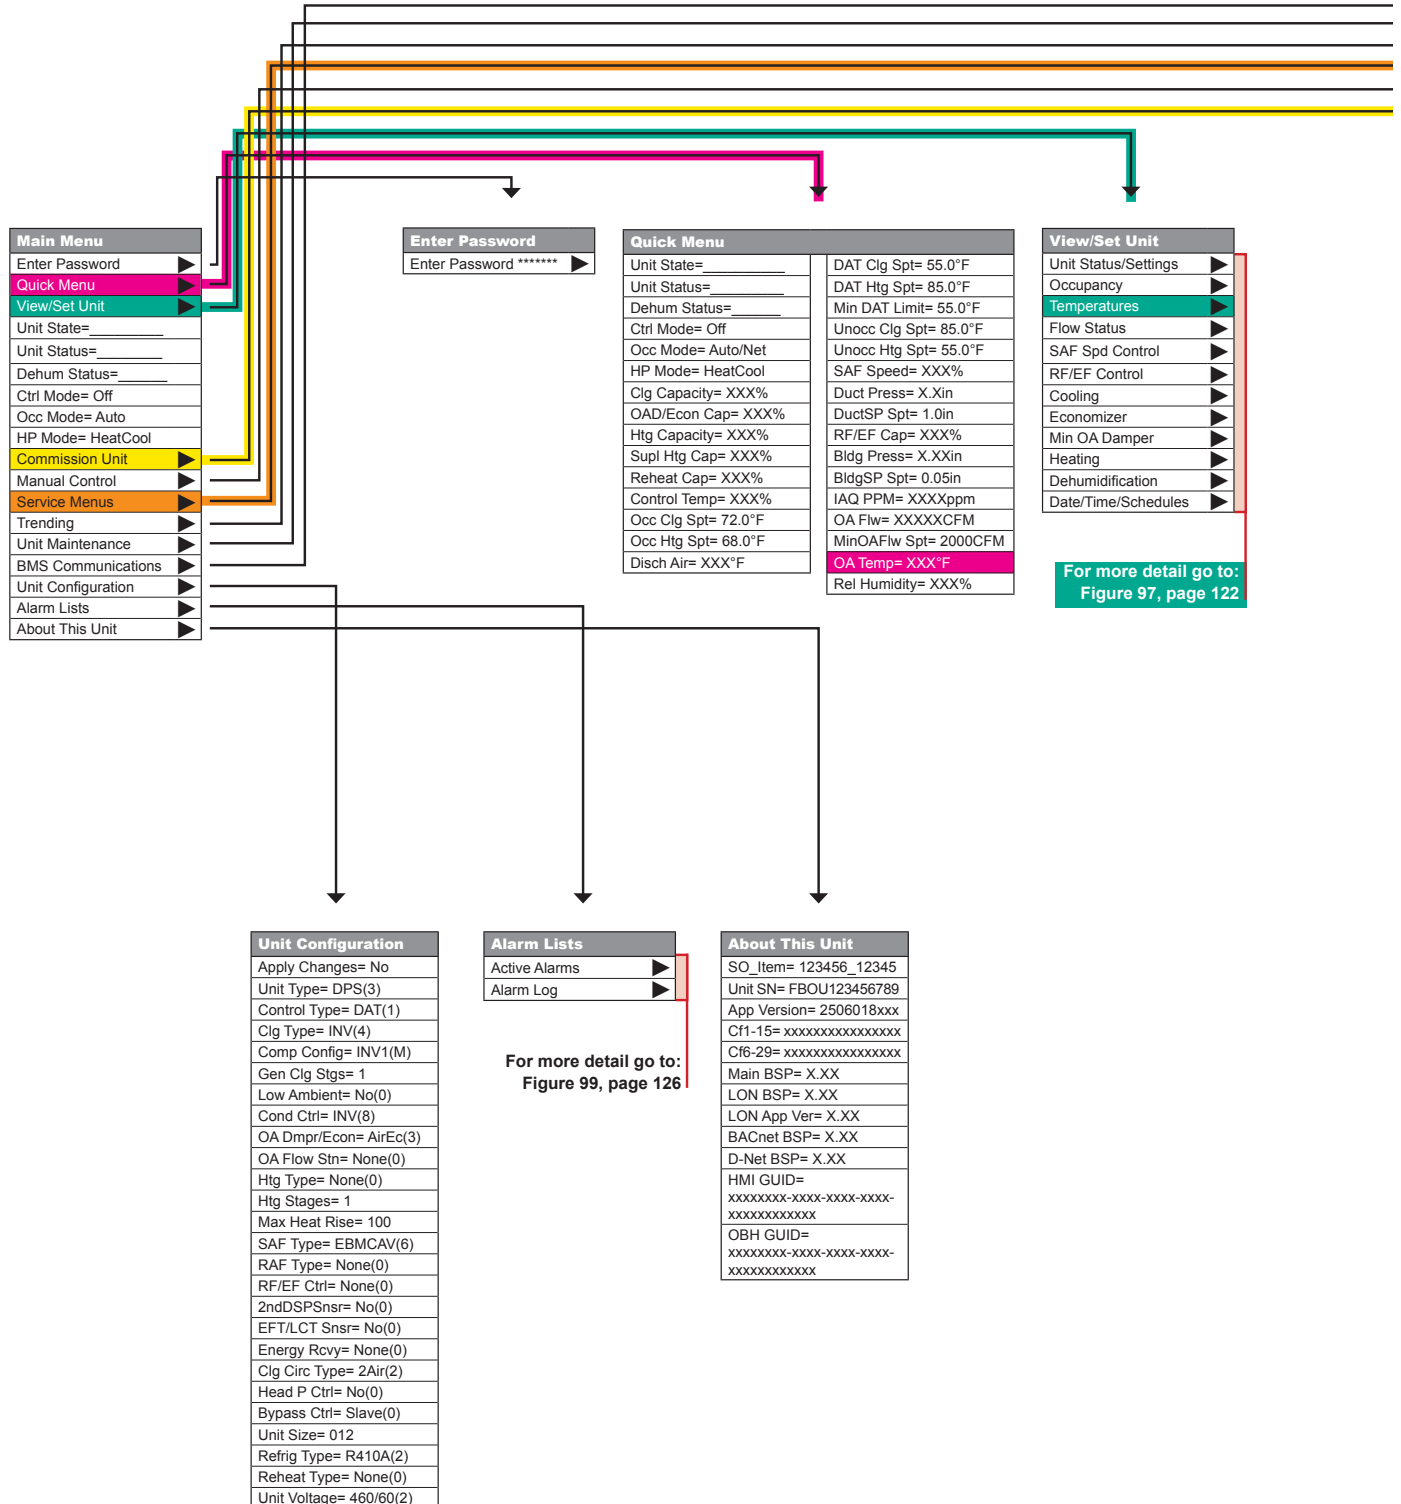 Main Menu
Enter Password
Quick Menu
View/Set Unit
Unit State=__________
Unit Status=________
Dehum Status=______
Ctrl Mode= Off
Occ Mode= Auto
HP Mode= HeatCool
Commission Unit
Manual Control
Service Menus
Trending
Unit Maintenance
BMS Communications
Unit Configuration
Alarm Lists
About This Unit
Enter Password
Enter Password *******
Quick Menu
Unit State=__________
Unit Status=_________
Dehum Status=______
Ctrl Mode= Off
Occ Mode= Auto/Net
HP Mode= HeatCool
Clg Capacity= XXX%
OAD/Econ Cap= XXX%
Htg Capacity= XXX%
Supl Htg Cap= XXX%
Reheat Cap= XXX%
Control Temp= XXX%
Occ Clg Spt= 72.0°F
Occ Htg Spt= 68.0°F
Disch Air= XXX°F
DAT Clg Spt= 55.0°F
DAT Htg Spt= 85.0°F
Min DAT Limit= 55.0°F
Unocc Clg Spt= 85.0°F
Unocc Htg Spt= 55.0°F
SAF Speed= XXX%
Duct Press= X.Xin
DuctSP Spt= 1.0in
RF/EF Cap= XXX%
Bldg Press= X.XXin
BldgSP Spt= 0.05in
IAQ PPM= XXXXppm
OA Flw= XXXXXCFM
MinOAFlw Spt= 2000CFM
OA Temp= XXX°F
Rel Humidity= XXX%
View/Set Unit
Unit Status/Settings
Occupancy
Temperatures
Flow Status
SAF Spd Control
RF/EF Control
Cooling
Economizer
Min OA Damper
Heating
Dehumidification
Date/Time/Schedules
For more detail go to:
Figure 97, page 122
Unit Configuration
Apply Changes= No
Unit Type= DPS(3)
Control Type= DAT(1)
Clg Type= INV(4)
Comp Config= INV1(M)
Gen Clg Stgs= 1
Low Ambient= No(0)
Cond Ctrl= INV(8)
OA Dmpr/Econ= AirEc(3)
OA Flow Stn= None(0)
Htg Type= None(0)
Htg Stages= 1
Max Heat Rise= 100
SAF Type= EBMCAV(6)
RAF Type= None(0)
RF/EF Ctrl= None(0)
2ndDSPSnsr= No(0)
EFT/LCT Snsr= No(0)
Energy Rcvy= None(0)
Clg Circ Type= 2Air(2)
Head P Ctrl= No(0)
Bypass Ctrl= Slave(0)
Unit Size= 012
Refrig Type= R410A(2)
Reheat Type= None(0)
Unit Voltage= 460/60(2)
Alarm Lists
Active Alarms
Alarm Log
For more detail go to:
Figure 99, page 126
About This Unit
SO_Item= 123456_12345
Unit SN= FBOU123456789
App Version= 2506018xxx
Cf1-15= xxxxxxxxxxxxxxxx
Cf6-29= xxxxxxxxxxxxxxxx
Main BSP= X.XX
LON BSP= X.XX
LON App Ver= X.XX
BACnet BSP= X.XX
D-Net BSP= X.XX
HMI GUID=
xxxxxxxx-xxxx-xxxx-xxxx-
xxxxxxxxxxxx
OBH GUID=
xxxxxxxx-xxxx-xxxx-xxxx-
xxxxxxxxxxxx